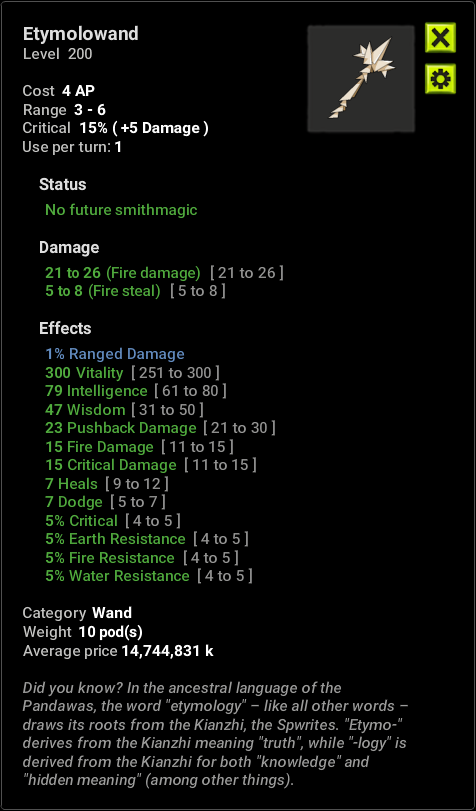 Etymolowand
Level 200
Cost 4 AP
Range 3 - 6
Critical 15% ( +5 Damage )
Use per turn: 1
Status
No future smithmagic
Damage
21 to 26 (Fire damage) [ 21 to 26 ]
5 to 8 (Fire steal) [ 5 to 8 ]
Effects
1% Ranged Damage
300 Vitality [ 251 to 300 ]
79 Intelligence [ 61 to 80 ]
47 Wisdom [ 31 to 50 ]
23 Pushback Damage [ 21 to 30 ]
15 Fire Damage [ 11 to 15 ]
15 Critical Damage [ 11 to 15 ]
7 Heals [ 9 to 12 ]
7 Dodge [ 5 to 7 ]
5% Critical [ 4 to 5 ]
5% Earth Resistance [ 4 to 5 ]
5% Fire Resistance [ 4 to 5 ]
5% Water Resistance [ 4 to 5 ]
Category Wand
Weight 10 pod(s)
Average price 14,744,831 k
Did you know? In the ancestral language of the
Pandawas, the word "etymology" – like all other words –
draws its roots from the Kianzhi, the Spwrites. "Etymo-"
derives from the Kianzhi meaning "truth", while "-logy" is
derived from the Kianzhi for both "knowledge" and
"hidden meaning" (among other things).